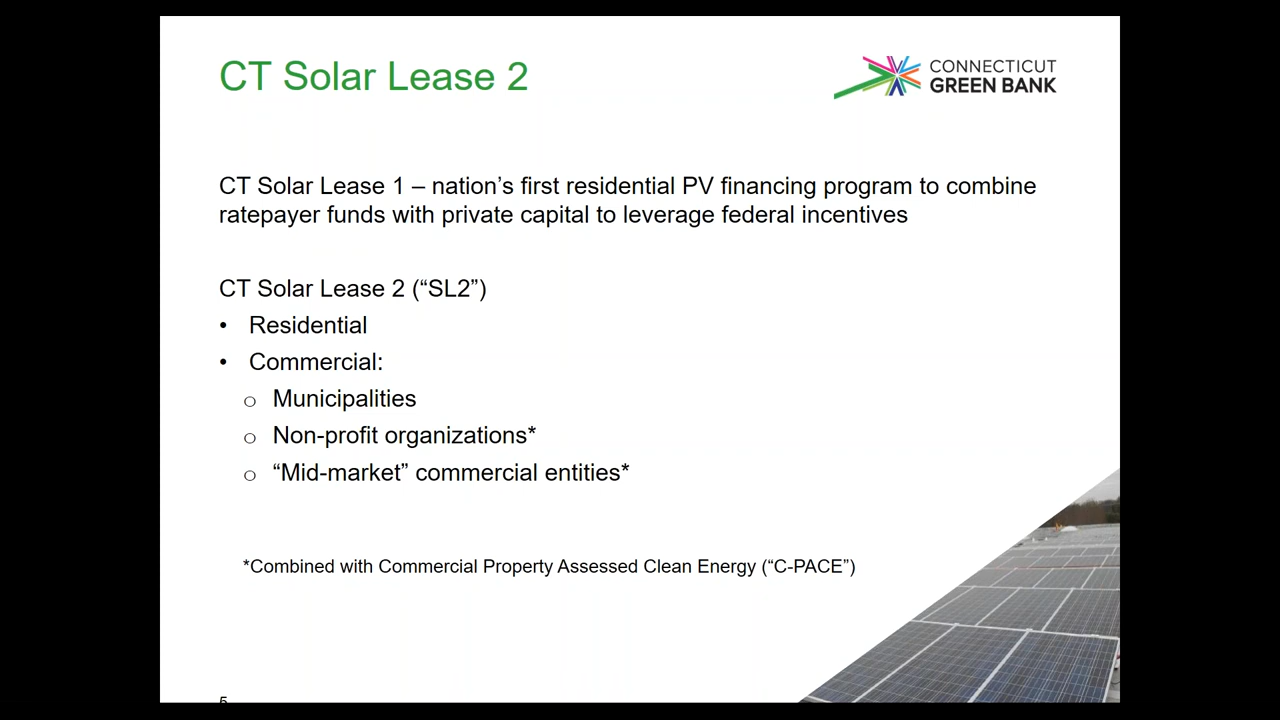 CT Solar Lease 2
CONNECTICUT
GREEN BANK
CT Solar Lease 1 – nation’s first residential PV financing program to combine
ratepayer funds with private capital to leverage federal incentives
CT Solar Lease 2 (“SL2”)
• Residential
• Commercial:
o Municipalities
o Non-profit organizations*
o “Mid-market” commercial entities*
*Combined with Commercial Property Assessed Clean Energy (“C-PACE”)
5